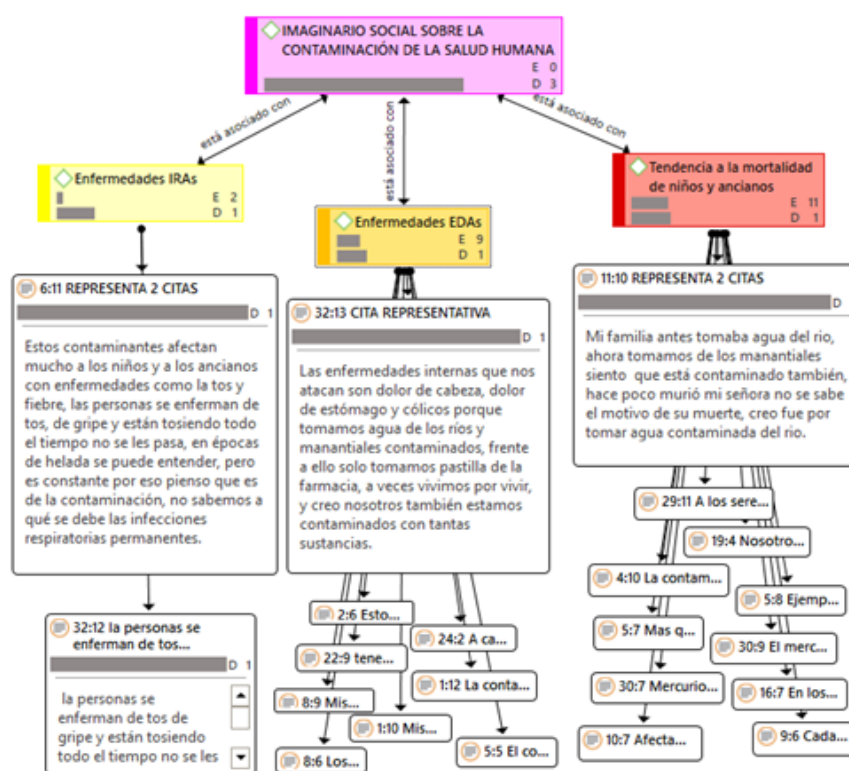 IMAGINARIO SOCIAL SOBRE LA
CONTAMINACIÓN DE LA SALUD HUMANA
E 0
D 3
está asociado con
está asociado con
está asociado con
Enfermedades IRAs
E 2
D 1
Enfermedades EDAs
E 9
D 1
Tendencia a la mortalidad
de niños y ancianos
E 11
D 1
6:11 REPRESENTA 2 CITAS
D 1
Estos contaminantes afectan
mucho a los niños y a los ancianos
con enfermedades como la tos y
fiebre, las personas se enferman de
tos, de gripe y están tosiendo todo
el tiempo no se les pasa, en épocas
de helada se puede entender, pero
es constante por eso pienso que es
de la contaminación, no sabemos a
qué se debe las infecciones
respiratorias permanentes.
32:12 la personas se
enferman de tos...
D 1
la personas se
enferman de tos de
gripe y están tosiendo
todo el tiempo no se les
32:13 CITA REPRESENTATIVA
D 1
Las enfermedades internas que nos
atacan son dolor de cabeza, dolor
de estómago y cólicos porque
tomamos agua de los ríos y
manantiales contaminados, frente
a ello solo tomamos pastilla de la
farmacia, a veces vivimos por vivir,
y creo nosotros también estamos
contaminados con tantas
sustancias.
2:6 Esto...
24:2 A ca...
22:9 tene...
1:12 La conta...
8:9 Mis...
1:10 Mis...
5:5 El co...
8:6 Los...
11:10 REPRESENTA 2 CITAS
D
Mi familia antes tomaba agua del rio,
ahora tomamos de los manantiales
siento que está contaminado también,
hace poco murió mi señora no se sabe
el motivo de su muerte, creo fue por
tomar agua contaminada del rio.
29:11 A los sere...
19:4 Nosotro...
4:10 La contam...
5:8 Ejemp...
5:7 Mas q...
30:9 El merc...
30:7 Mercurio...
16:7 En los...
10:7 Afecta...
9:6 Cada...